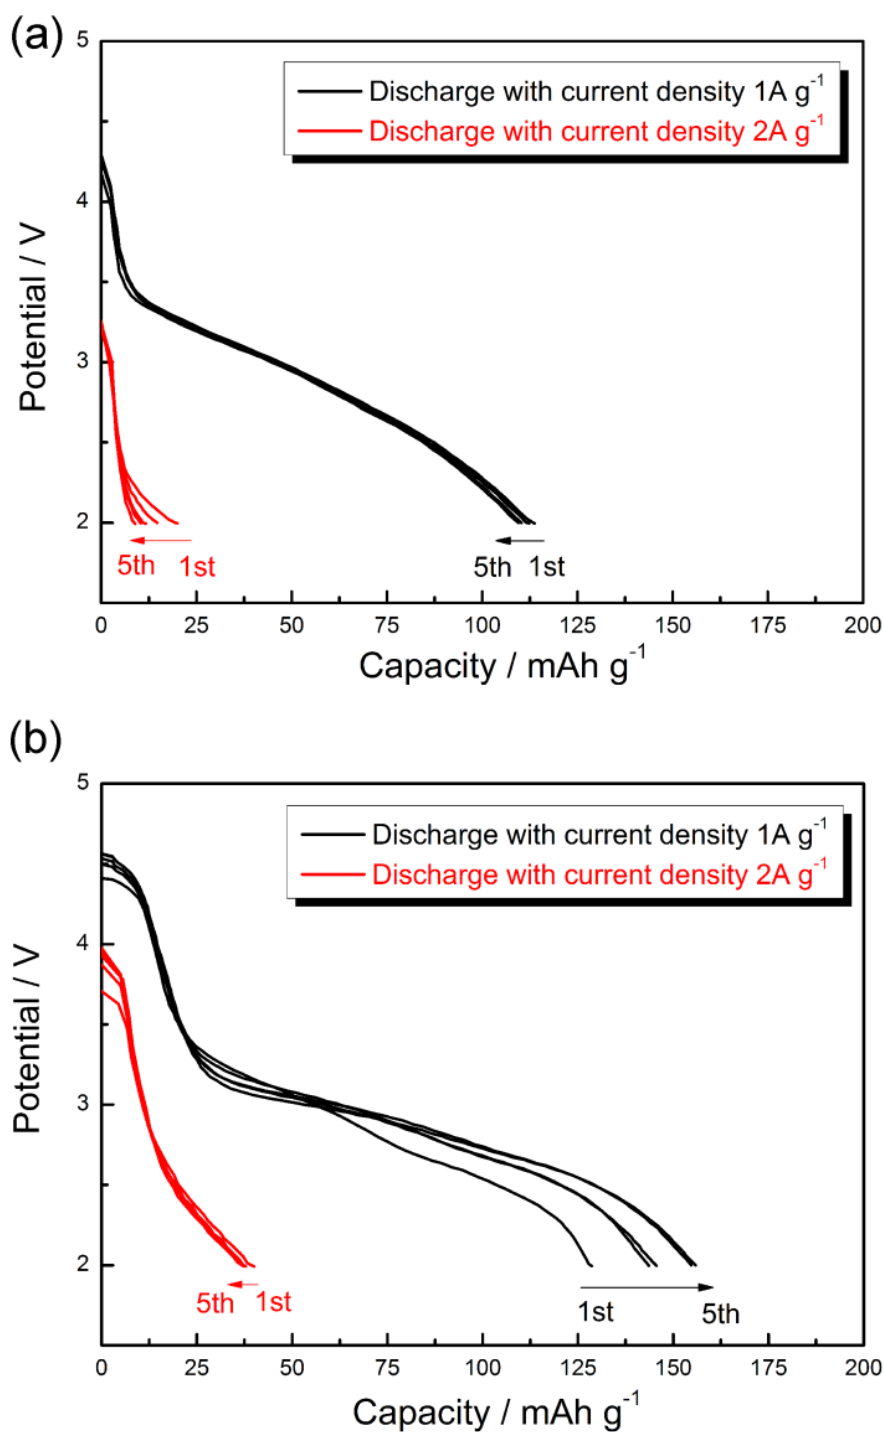 (a)
Discharge with current density 1A g⁻¹
Discharge with current density 2A g⁻¹
5
4
3
2
Potential / V
5th 1st
5th 1st
0 25 50 75 100 125 150 175 200
Capacity / mAh g⁻¹
(b)
Discharge with current density 1A g⁻¹
Discharge with current density 2A g⁻¹
5
4
3
2
Potential / V
5th 1st
1st 5th
0 25 50 75 100 125 150 175 200
Capacity / mAh g⁻¹